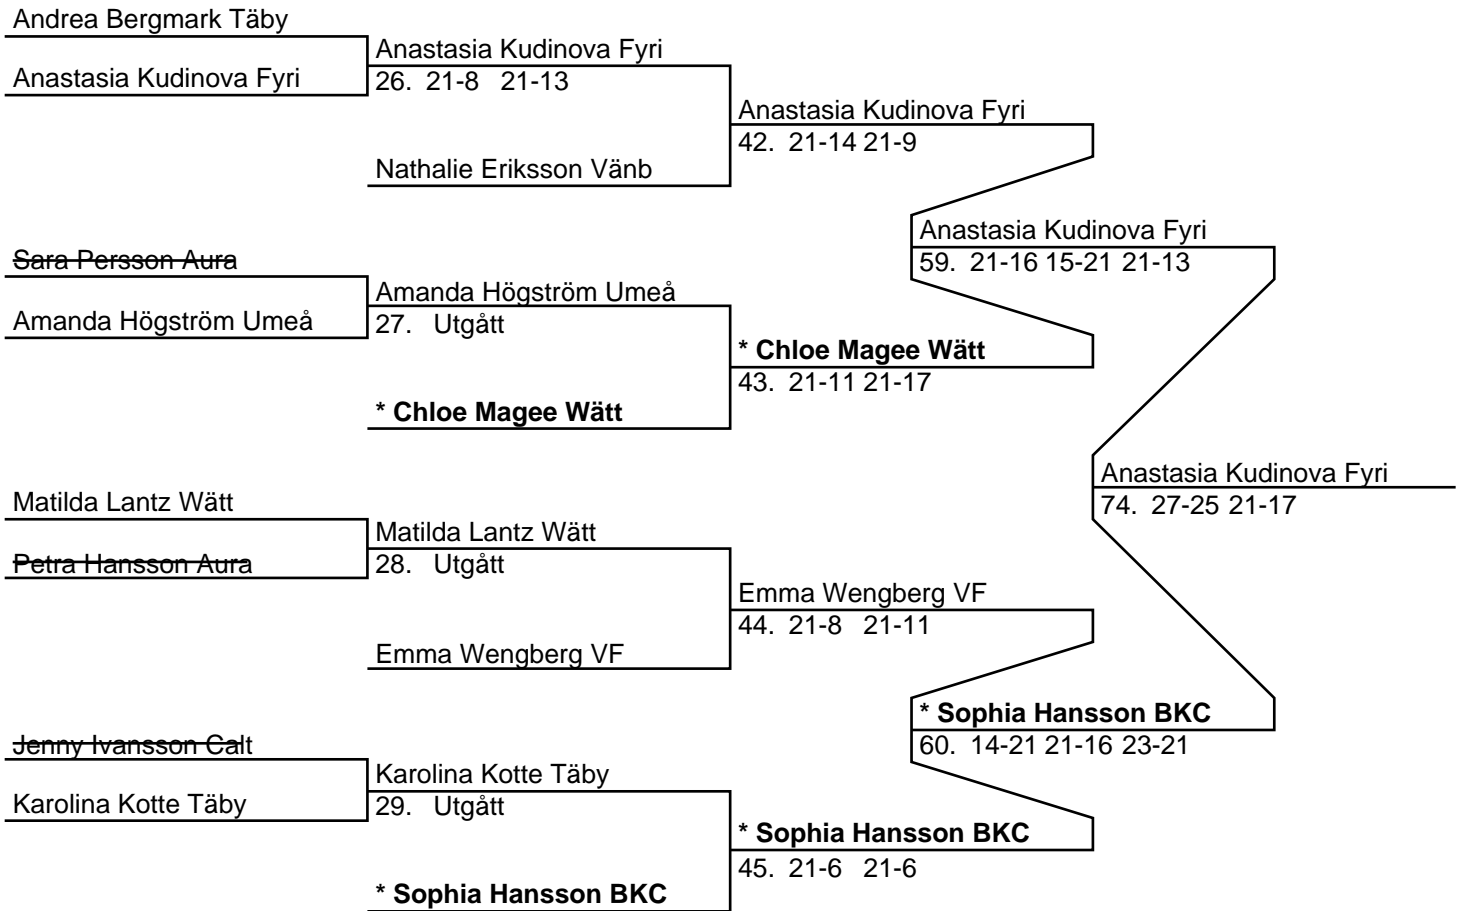 Andrea Bergmark Täby
Anastasia Kudinova Fyri
Anastasia Kudinova Fyri
26. 21-8 21-13
Anastasia Kudinova Fyri
42. 21-14 21-9
Nathalie Eriksson Vänb
Anastasia Kudinova Fyri
59. 21-16 15-21 21-13
Sara Persson Aura
Amanda Högström Umeå
Amanda Högström Umeå
27. Utgått
* Chloe Magee Wätt
43. 21-11 21-17
* Chloe Magee Wätt
Anastasia Kudinova Fyri
74. 27-25 21-17
Matilda Lantz Wätt
Matilda Lantz Wätt
Petra Hansson Aura
28. Utgått
Emma Wengberg VF
44. 21-8 21-11
Emma Wengberg VF
* Sophia Hansson BKC
60. 14-21 21-16 23-21
Jenny Ivansson Calt
Karolina Kotte Täby
Karolina Kotte Täby
29. Utgått
* Sophia Hansson BKC
45. 21-6 21-6
* Sophia Hansson BKC